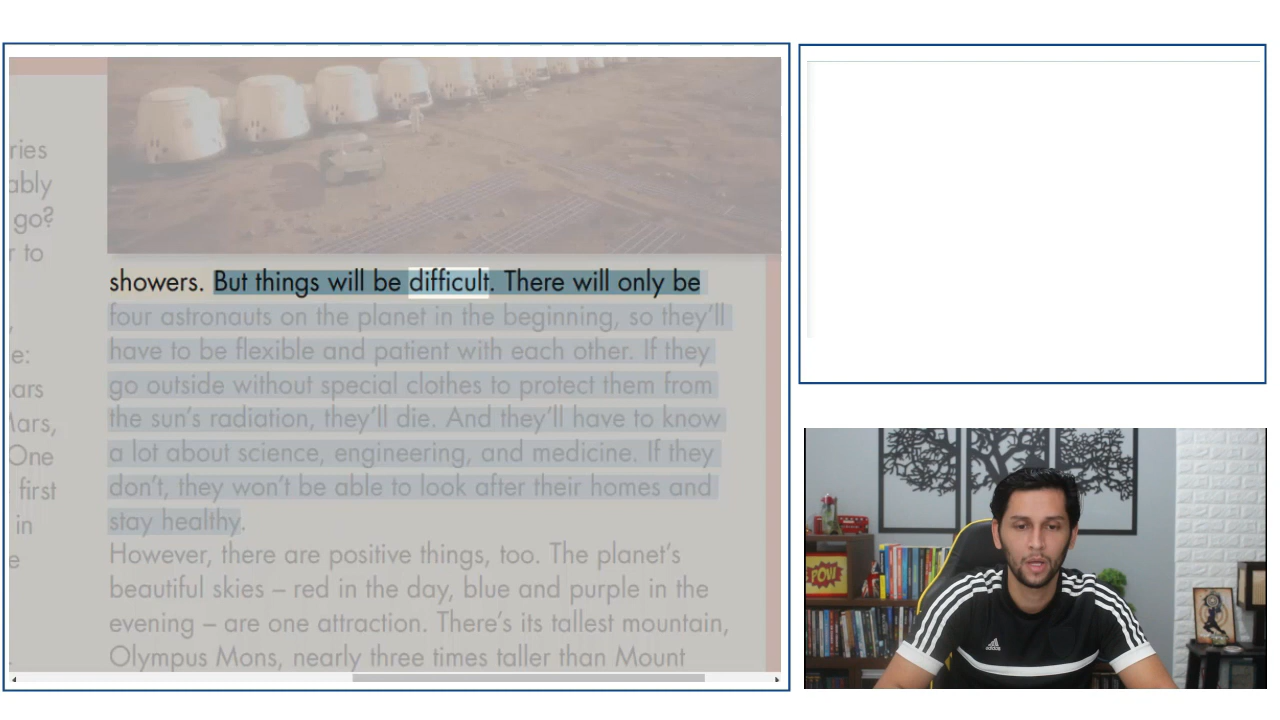 ries
ably
go?
r to
e:
ars
Mars,
One
first
in
e
showers. But things will be difficult. There will only be
four astronauts on the planet in the beginning, so they'll
have to be flexible and patient with each other. If they
go outside without special clothes to protect them from
the sun's radiation, they'll die. And they'll have to know
a lot about science, engineering, and medicine. If they
don't, they won't be able to look after their homes and
stay healthy.
However, there are positive things, too. The planet's
beautiful skies – red in the day, blue and purple in the
evening – are one attraction. There's its tallest mountain,
Olympus Mons, nearly three times taller than Mount
POW!
adidas